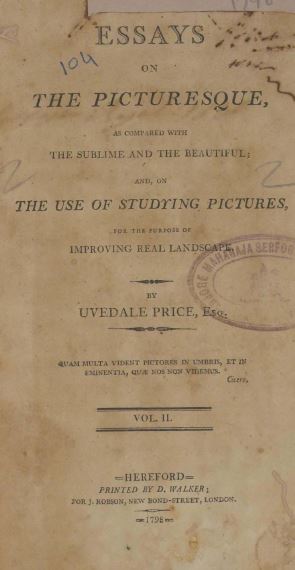 1798
ESSAYS
104
ON
THE PICTURESQUE,
AS COMPARED WITH
THE SUBLIME AND THE BEAUTIFUL;
AND, ON
THE USE OF STUDYING PICTURES,
FOR THE PURPOSE OF
IMPROVING REAL LANDSCAPE.
MAHARAJA SERFOJI
BY
UVEDALE PRICE, Esq.
QUAM MULTA VIDENT PICTORES IN UMBRIS, ET IN
EMINENTIA, QUÆ NOS NON VIDEMUS.
Cicero.
VOL. II.
HEREFORD
PRINTED BY D. WALKER;
FOR J. ROBSON, NEW BOND-STREET, LONDON.
1798